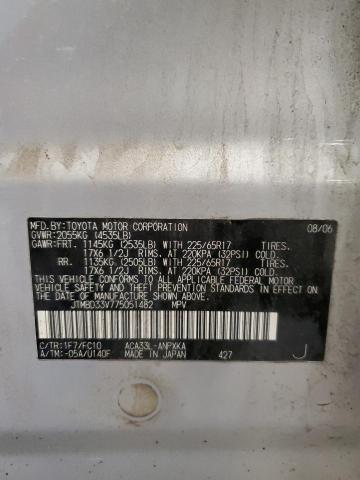 MFD.BY:TOYOTA MOTOR CORPORATION 08/06
GVWR:2055KG (4535LB)
GAWR:FRT. 1145KG (2535LB) WITH 225/65R17 TIRES.
17X6 1/2J RIMS, AT 220KPA (32PSI) COLD.
RR. 1135KG (2505LB) WITH 225/65R17 TIRES.
17X6 1/2J RIMS, AT 220KPA (32PSI) COLD.
THIS VEHICLE CONFORMS TO ALL APPLICABLE FEDERAL MOTOR
VEHICLE SAFETY AND BUMPER STANDARDS IN EFFECT ON THE DATE
OF MANUFACTURE SHOWN ABOVE.
JTMBD33V775051482 MPV
C/TR:1F7/FC10 ACA33L-ANPXKA
A/TM:-05A/U140F MADE IN JAPAN 427 J